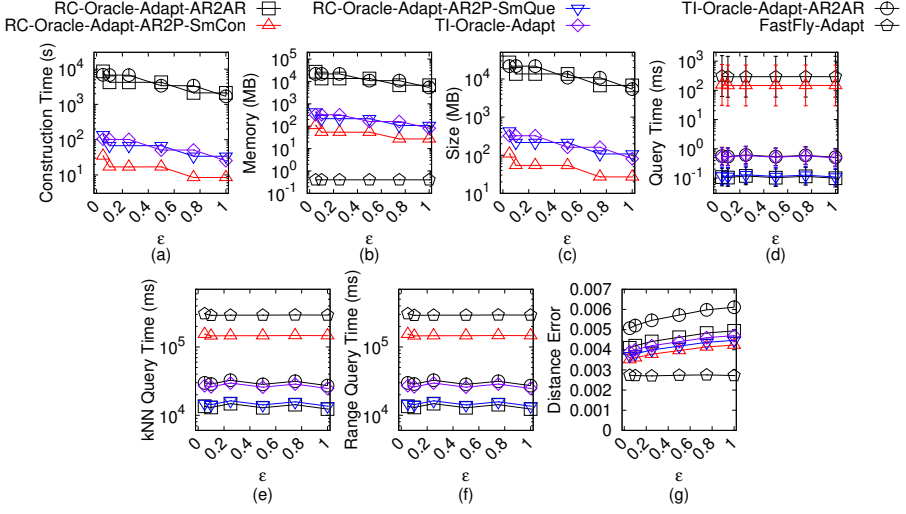 RC-Oracle-Adapt-AR2AR
RC-Oracle-Adapt-AR2P-SmCon
RC-Oracle-Adapt-AR2P-SmQue
TI-Oracle-Adapt
TI-Oracle-Adapt-AR2AR
FastFly-Adapt
Construction Time (s)
10^4
10^3
10^2
10^1
0 0.2 0.4 0.6 0.8 1
ε
(a)
Memory (MB)
10^5
10^4
10^3
10^2
10^1
10^0
10^-1
0 0.2 0.4 0.6 0.8 1
ε
(b)
Size (MB)
10^4
10^3
10^2
10^1
0 0.2 0.4 0.6 0.8 1
ε
(c)
Query Time (ms)
10^3
10^2
10^1
10^0
10^-1
0 0.2 0.4 0.6 0.8 1
ε
(d)
kNN Query Time (ms)
10^5
10^4
0 0.2 0.4 0.6 0.8 1
ε
(e)
Range Query Time (ms)
10^5
10^4
0 0.2 0.4 0.6 0.8 1
ε
(f)
Distance Error
0.007
0.006
0.005
0.004
0.003
0.002
0.001
0
0 0.2 0.4 0.6 0.8 1
ε
(g)